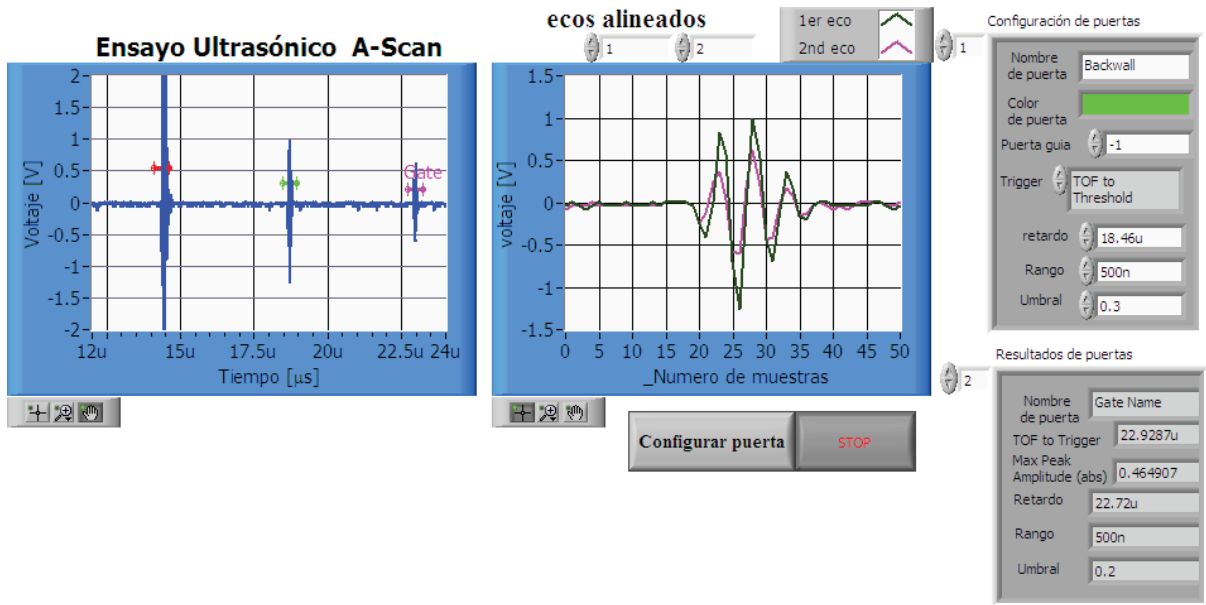 Ensayo Ultrasónico A-Scan
2
1.5
1
0.5
0
-0.5
-1
-1.5
-2
Voltaje [V]
Gate
12u 15u 17.5u 20u 22.5u 24u
Tiempo [µs]
ecos alineados
1 2
1er eco
2nd eco
1.5
1
0.5
0
-0.5
-1
-1.5
voltaje [V]
0 5 10 15 20 25 30 35 40 45 50
_Numero de muestras
Configurar puerta
STOP
Configuración de puertas
1
Nombre
de puerta
Backwall
Color
de puerta
Puerta guia -1
Trigger
TOF to
Threshold
retardo 18.46u
Rango 500n
Umbral 0.3
Resultados de puertas
2
Nombre
de puerta
Gate Name
TOF to Trigger 22.9287u
Max Peak
Amplitude (abs) 0.464907
Retardo 22.72u
Rango 500n
Umbral 0.2